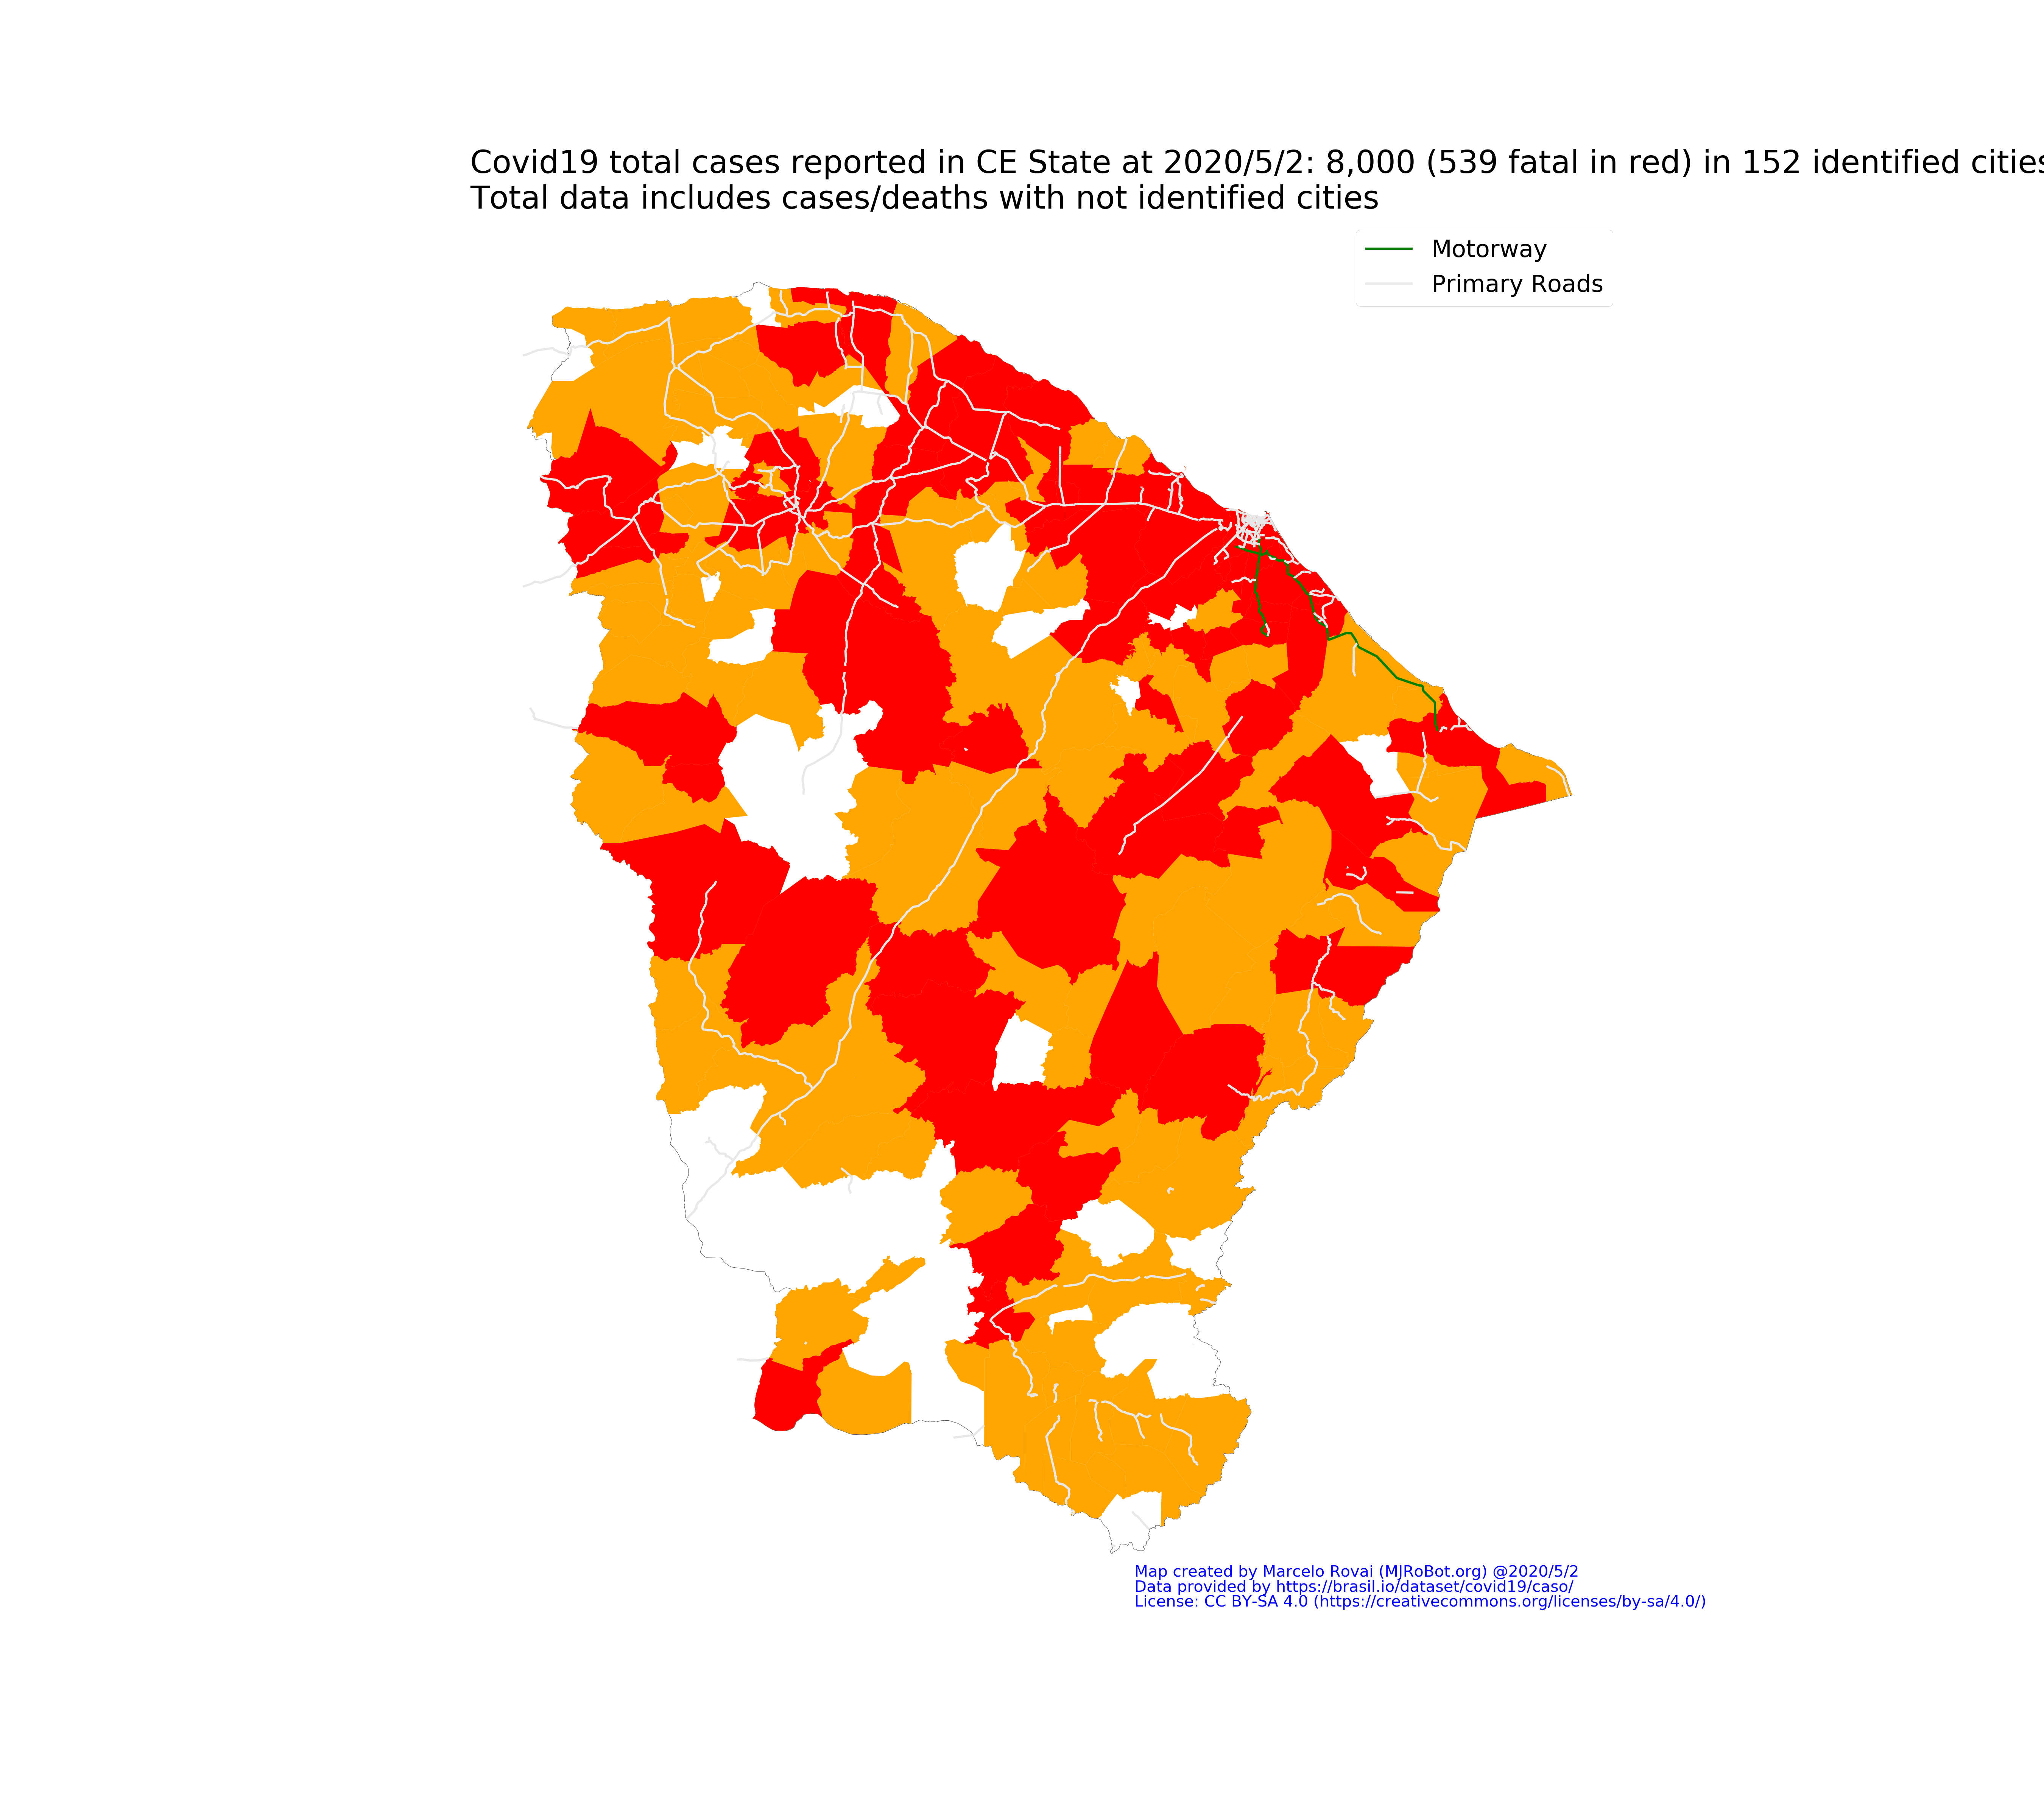 Covid19 total cases reported in CE State at 2020/5/2: 8,000 (539 fatal in red) in 152 identified cities
Total data includes cases/deaths with not identified cities
Motorway
Primary Roads
Map created by Marcelo Rovai (MJRoBot.org) @2020/5/2
Data provided by https://brasil.io/dataset/covid19/caso/
License: CC BY-SA 4.0 (https://creativecommons.org/licenses/by-sa/4.0/)